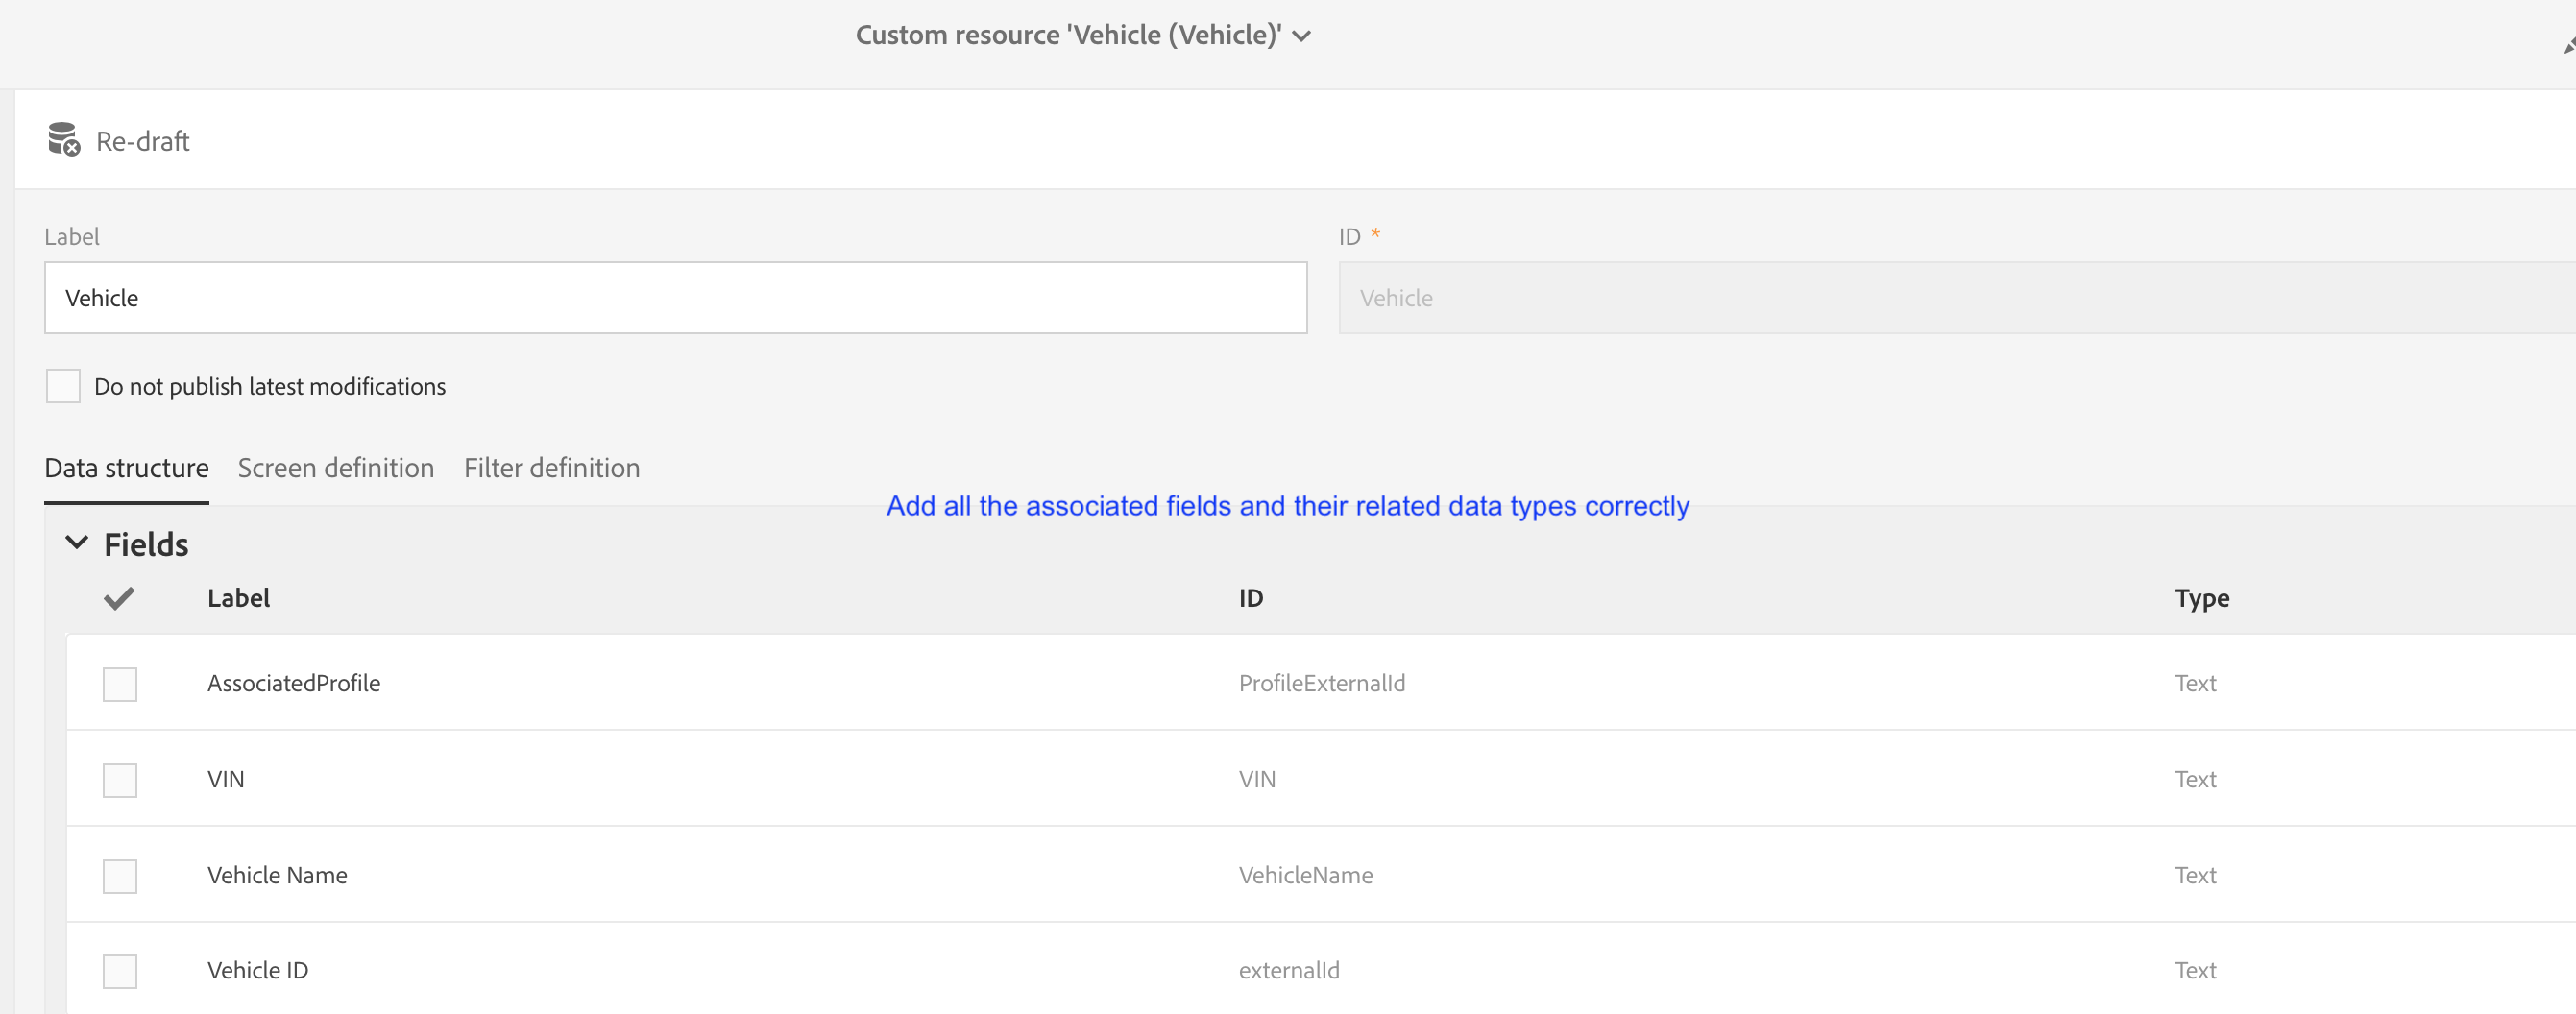 Custom resource 'Vehicle (Vehicle)'
Re-draft
Label
ID *
Vehicle
Vehicle
Do not publish latest modifications
Data structure Screen definition Filter definition
Add all the associated fields and their related data types correctly
Fields
Label ID Type
AssociatedProfile ProfileExternalId Text
VIN VIN Text
Vehicle Name VehicleName Text
Vehicle ID externalId Text